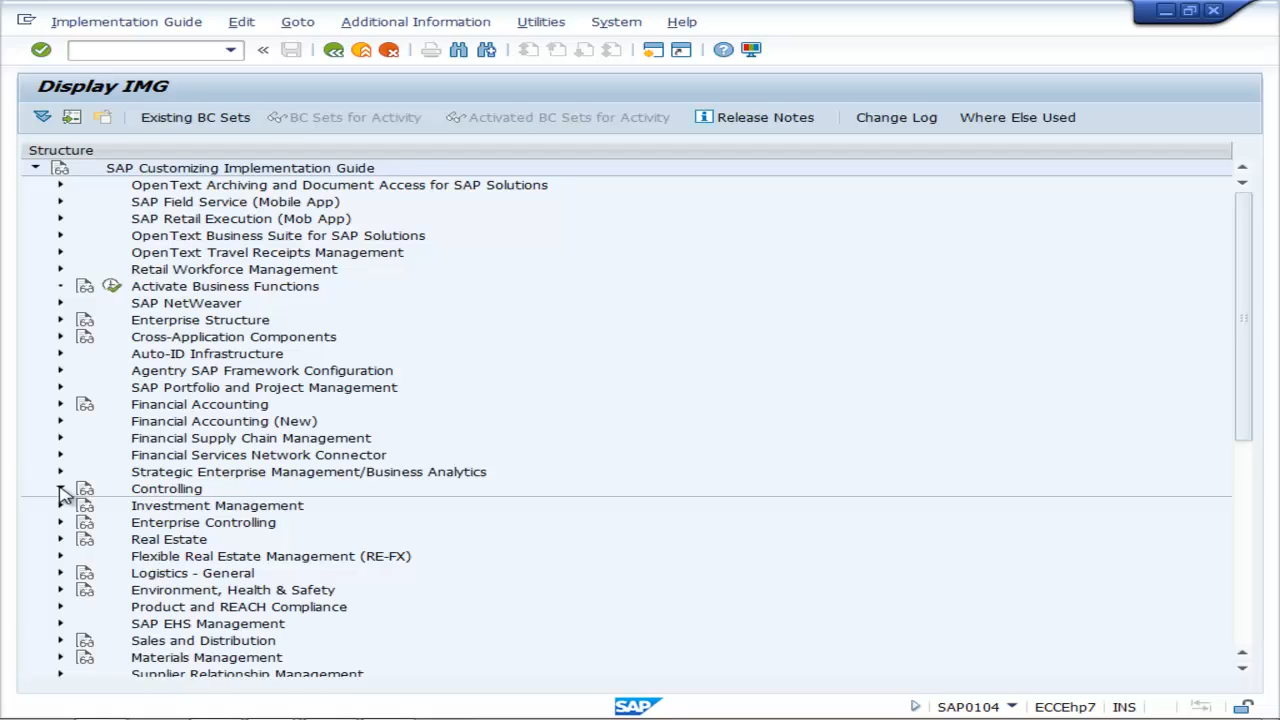 Implementation Guide Edit Goto Additional Information Utilities System Help
Display IMG
Existing BC Sets BC Sets for Activity Activated BC Sets for Activity Release Notes Change Log Where Else Used
Structure
SAP Customizing Implementation Guide
OpenText Archiving and Document Access for SAP Solutions
SAP Field Service (Mobile App)
SAP Retail Execution (Mob App)
OpenText Business Suite for SAP Solutions
OpenText Travel Receipts Management
Retail Workforce Management
Activate Business Functions
SAP NetWeaver
Enterprise Structure
Cross-Application Components
Auto-ID Infrastructure
Agentry SAP Framework Configuration
SAP Portfolio and Project Management
Financial Accounting
Financial Accounting (New)
Financial Supply Chain Management
Financial Services Network Connector
Strategic Enterprise Management/Business Analytics
Controlling
Investment Management
Enterprise Controlling
Real Estate
Flexible Real Estate Management (RE-FX)
Logistics - General
Environment, Health & Safety
Product and REACH Compliance
SAP EHS Management
Sales and Distribution
Materials Management
Supplier Relationship Management
SAP SAP0104 ECCEhp7 INS